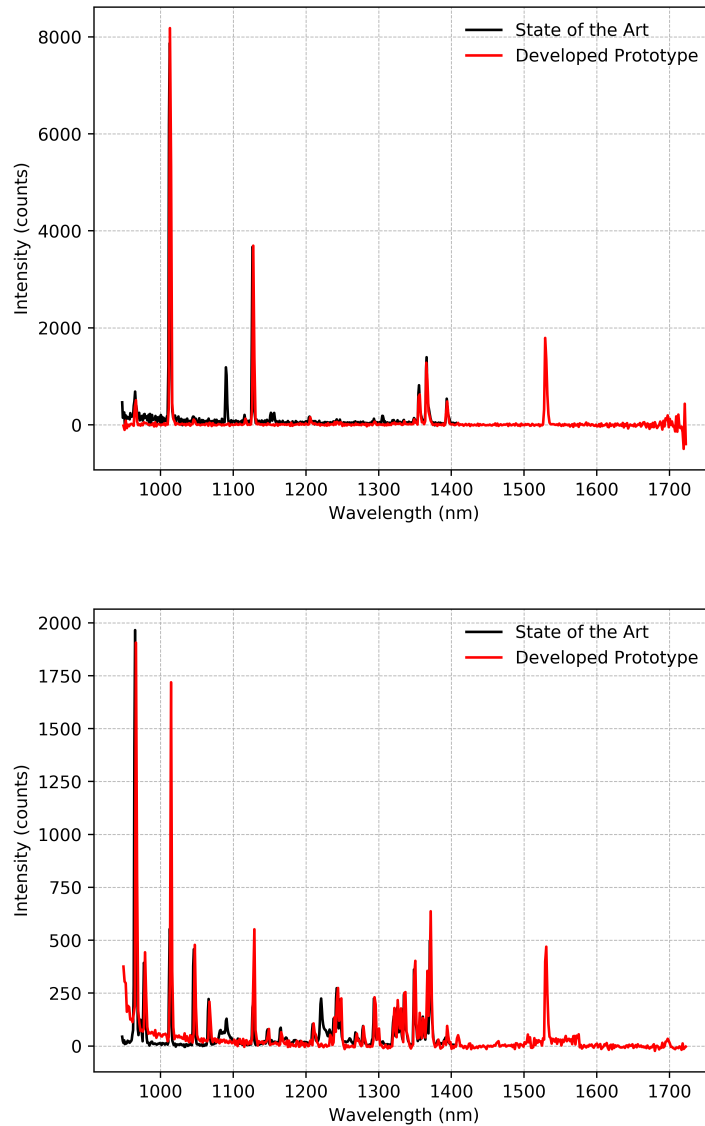 8000
6000
4000
2000
0
Intensity (counts)
State of the Art
Developed Prototype
1000 1100 1200 1300 1400 1500 1600 1700
Wavelength (nm)
2000
1750
1500
1250
1000
750
500
250
0
Intensity (counts)
State of the Art
Developed Prototype
1000 1100 1200 1300 1400 1500 1600 1700
Wavelength (nm)